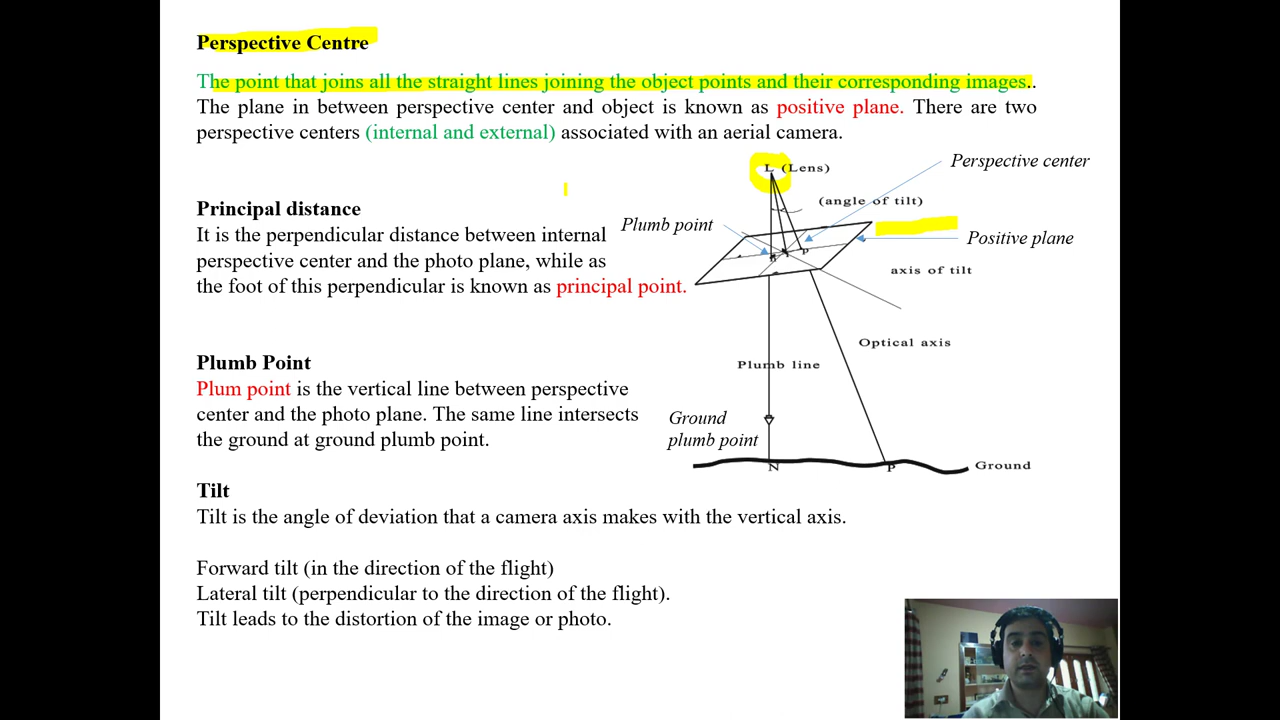 Perspective Centre
The point that joins all the straight lines joining the object points and their corresponding images..
The plane in between perspective center and object is known as positive plane. There are two
perspective centers (internal and external) associated with an aerial camera.
L (Lens)
Perspective center
(angle of tilt)
Plumb point
P
Positive plane
axis of tilt
Optical axis
Plumb line
Ground
plumb point
N
P
Ground
Principal distance
It is the perpendicular distance between internal
perspective center and the photo plane, while as
the foot of this perpendicular is known as principal point.
Plumb Point
Plum point is the vertical line between perspective
center and the photo plane. The same line intersects
the ground at ground plumb point.
Tilt
Tilt is the angle of deviation that a camera axis makes with the vertical axis.
Forward tilt (in the direction of the flight)
Lateral tilt (perpendicular to the direction of the flight).
Tilt leads to the distortion of the image or photo.